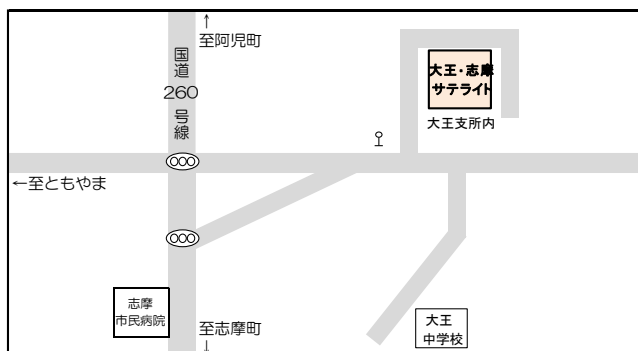 ↑
至阿児町
国道
260
号線
大王・志摩
サテライト
大王支所内
←至ともやま
志摩
市民病院
至志摩町
↓
大王
中学校